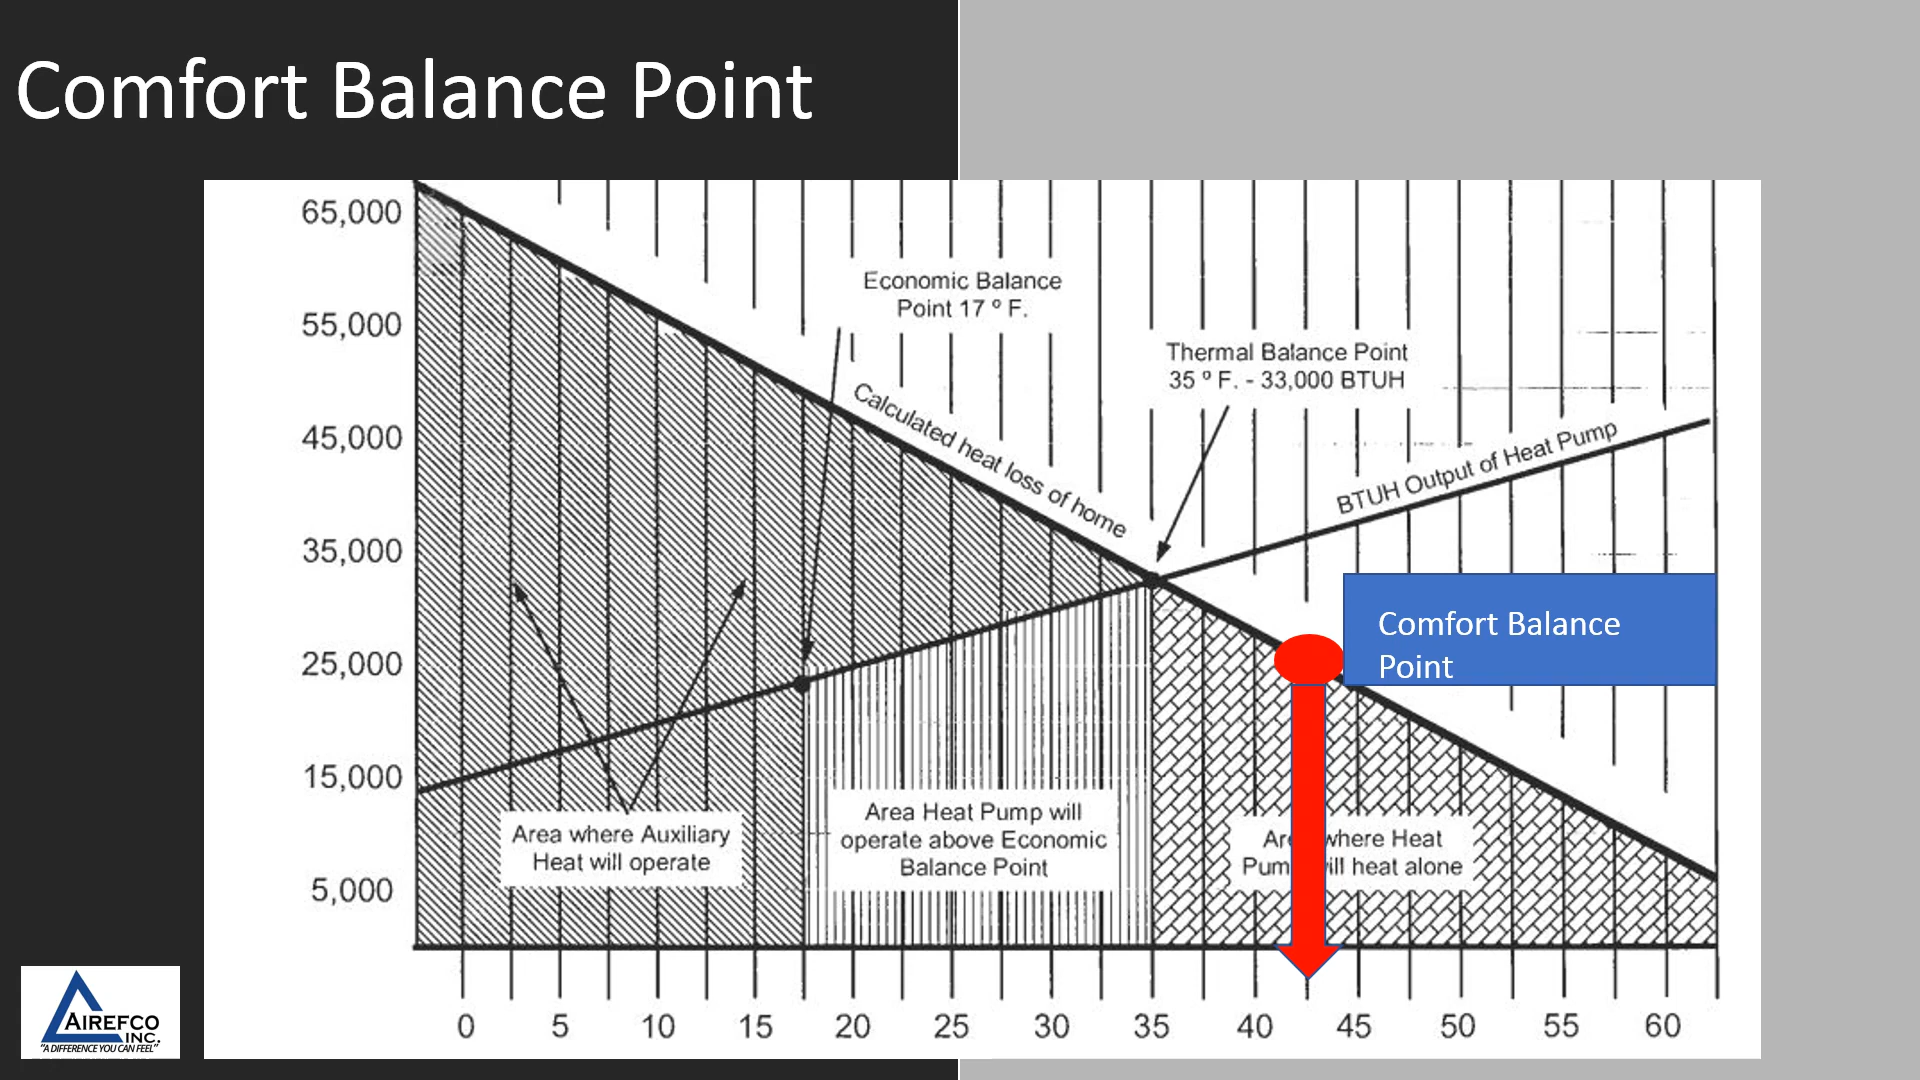 Comfort Balance Point
65,000
55,000
45,000
35,000
25,000
15,000
5,000
Economic Balance
Point 17 º F.
Thermal Balance Point
35 º F. - 33,000 BTUH
Calculated heat loss of home
BTUH Output of Heat Pump
Comfort Balance
Point
Area where Auxiliary
Heat will operate
Area Heat Pump will
operate above Economic
Balance Point
where Heat
heat alone
0 5 10 15 20 25 30 35 40 45 50 55 60
AIREFCO
INC.
"A DIFFERENCE YOU CAN FEEL"